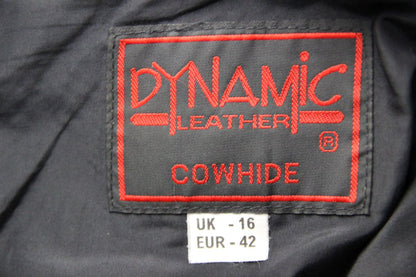 DYNAMiC
LEATHER
®
COWHIDE
UK - 16
EUR - 42